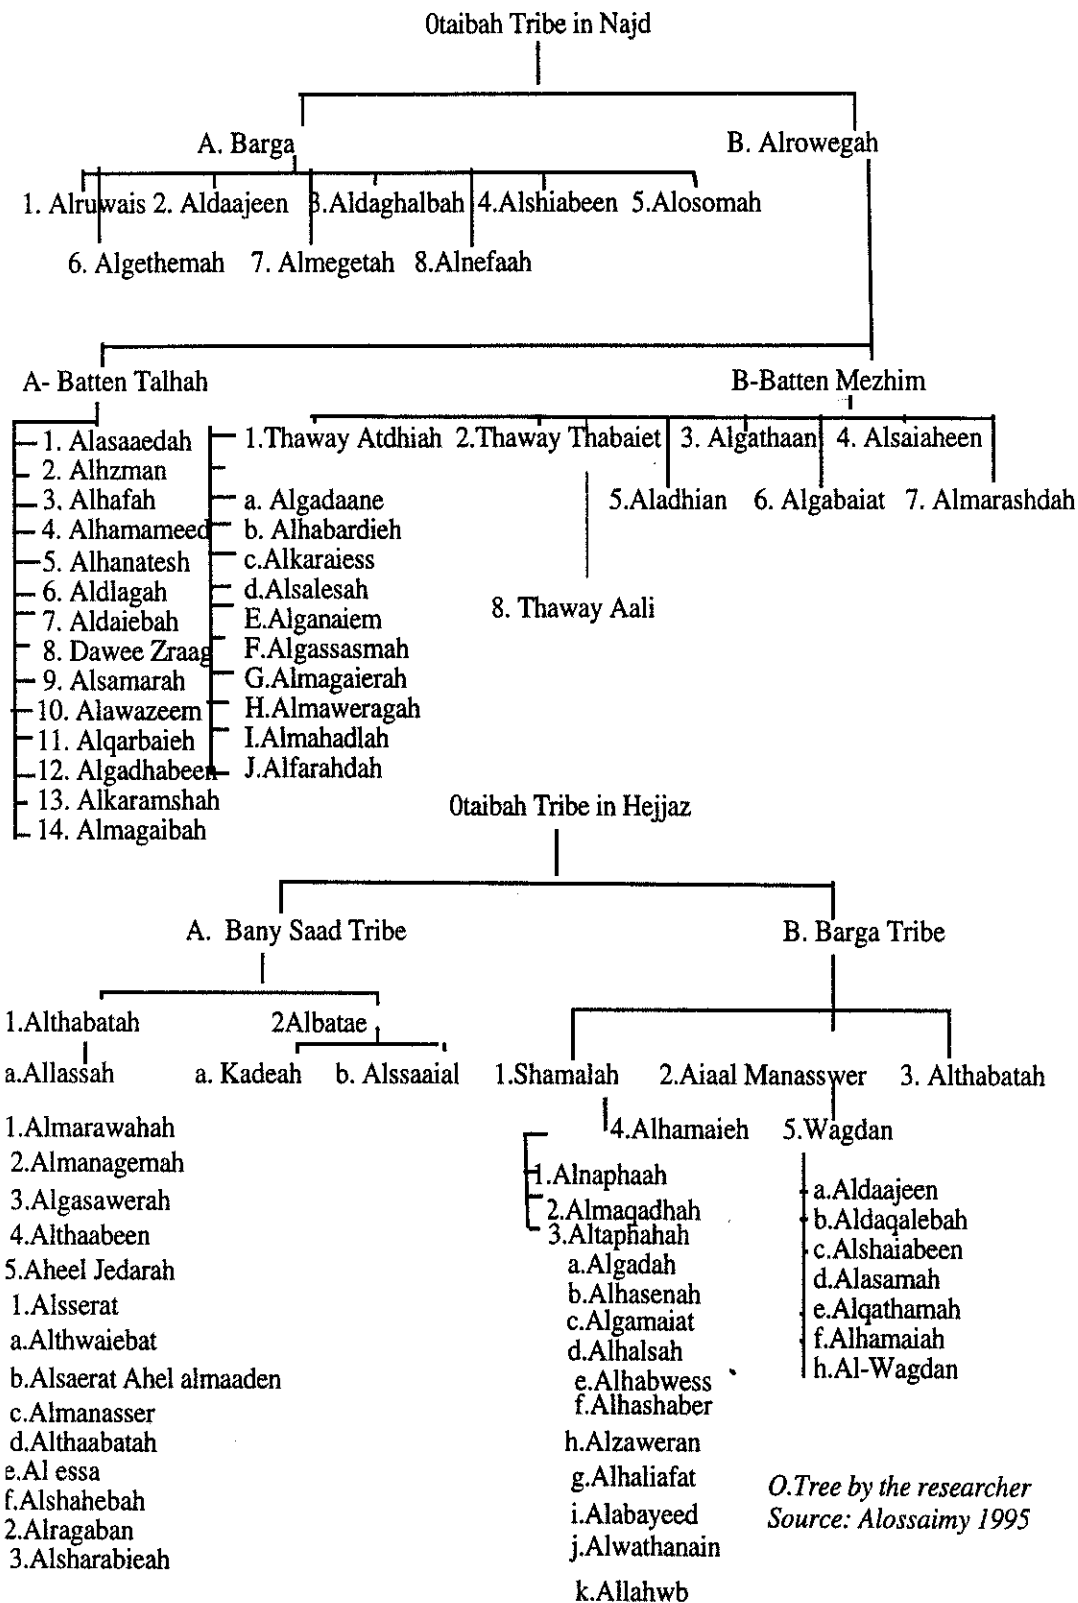 Otaibah Tribe in Najd
A. Barga
B. Alrowegah
1. Alruwais 2. Aldaajeen 3.Aldaghalbah 4.Alshiabeen 5.Alosomah
6. Algethemah 7. Almegetah 8.Alnefaah
A- Batten Talhah
B-Batten Mezhim
1. Alasaaedah
2. Alhzman
3. Alhafah
4. Alhamameed
5. Alhanatesh
6. Aldlagah
7. Aldaiebah
8. Dawee Zraag
9. Alsamarah
10. Alawazeem
11. Alqarbaieh
12. Algadhabeen
13. Alkaramshah
14. Almagaibah
1.Thaway Atdhiah 2.Thaway Thabaiet 3. Algathaan 4. Alsaiaheen
5.Aladhian 6. Algabaiat 7. Almarashdah
8. Thaway Aali
a. Algadaane
b. Alhabardieh
c.Alkaraiess
d.Alsalesah
E.Alganaiem
F.Algassasmah
G.Almagaierah
H.Almaweragah
I.Almahadlah
J.Alfarahdah
Otaibah Tribe in Hejjaz
A. Bany Saad Tribe
B. Barga Tribe
1.Althabatah
2Albatae
a.Allassah
a. Kadeah b. Alssaaial
1.Almarawahah
2.Almanagemah
3.Algasawerah
4.Althaabeen
5.Aheel Jedarah
1.Alsserat
a.Althwaiebat
b.Alsaerat Ahel almaaden
c.Almanasser
d.Althaabatah
e.Al essa
f.Alshahebah
2.Alragaban
3.Alsharabieah
1.Shamalah 2.Aiaal Manasswer 3. Althabatah
4.Alhamaieh 5.Wagdan
1.Alnaphaah
2.Almaqadhah
3.Altaphahah
a.Algadah
b.Alhasenah
c.Algamaiat
d.Alhalsah
e.Alhabwess
f.Alhashaber
h.Alzaweran
g.Alhaliafat
i.Alabayeed
j.Alwathanain
k.Allahwb
a.Aldaajeen
b.Aldaqalebah
c.Alshaiabeen
d.Alasamah
e.Alqathamah
f.Alhamaiah
h.Al-Wagdan
O.Tree by the researcher
Source: Alossaimy 1995